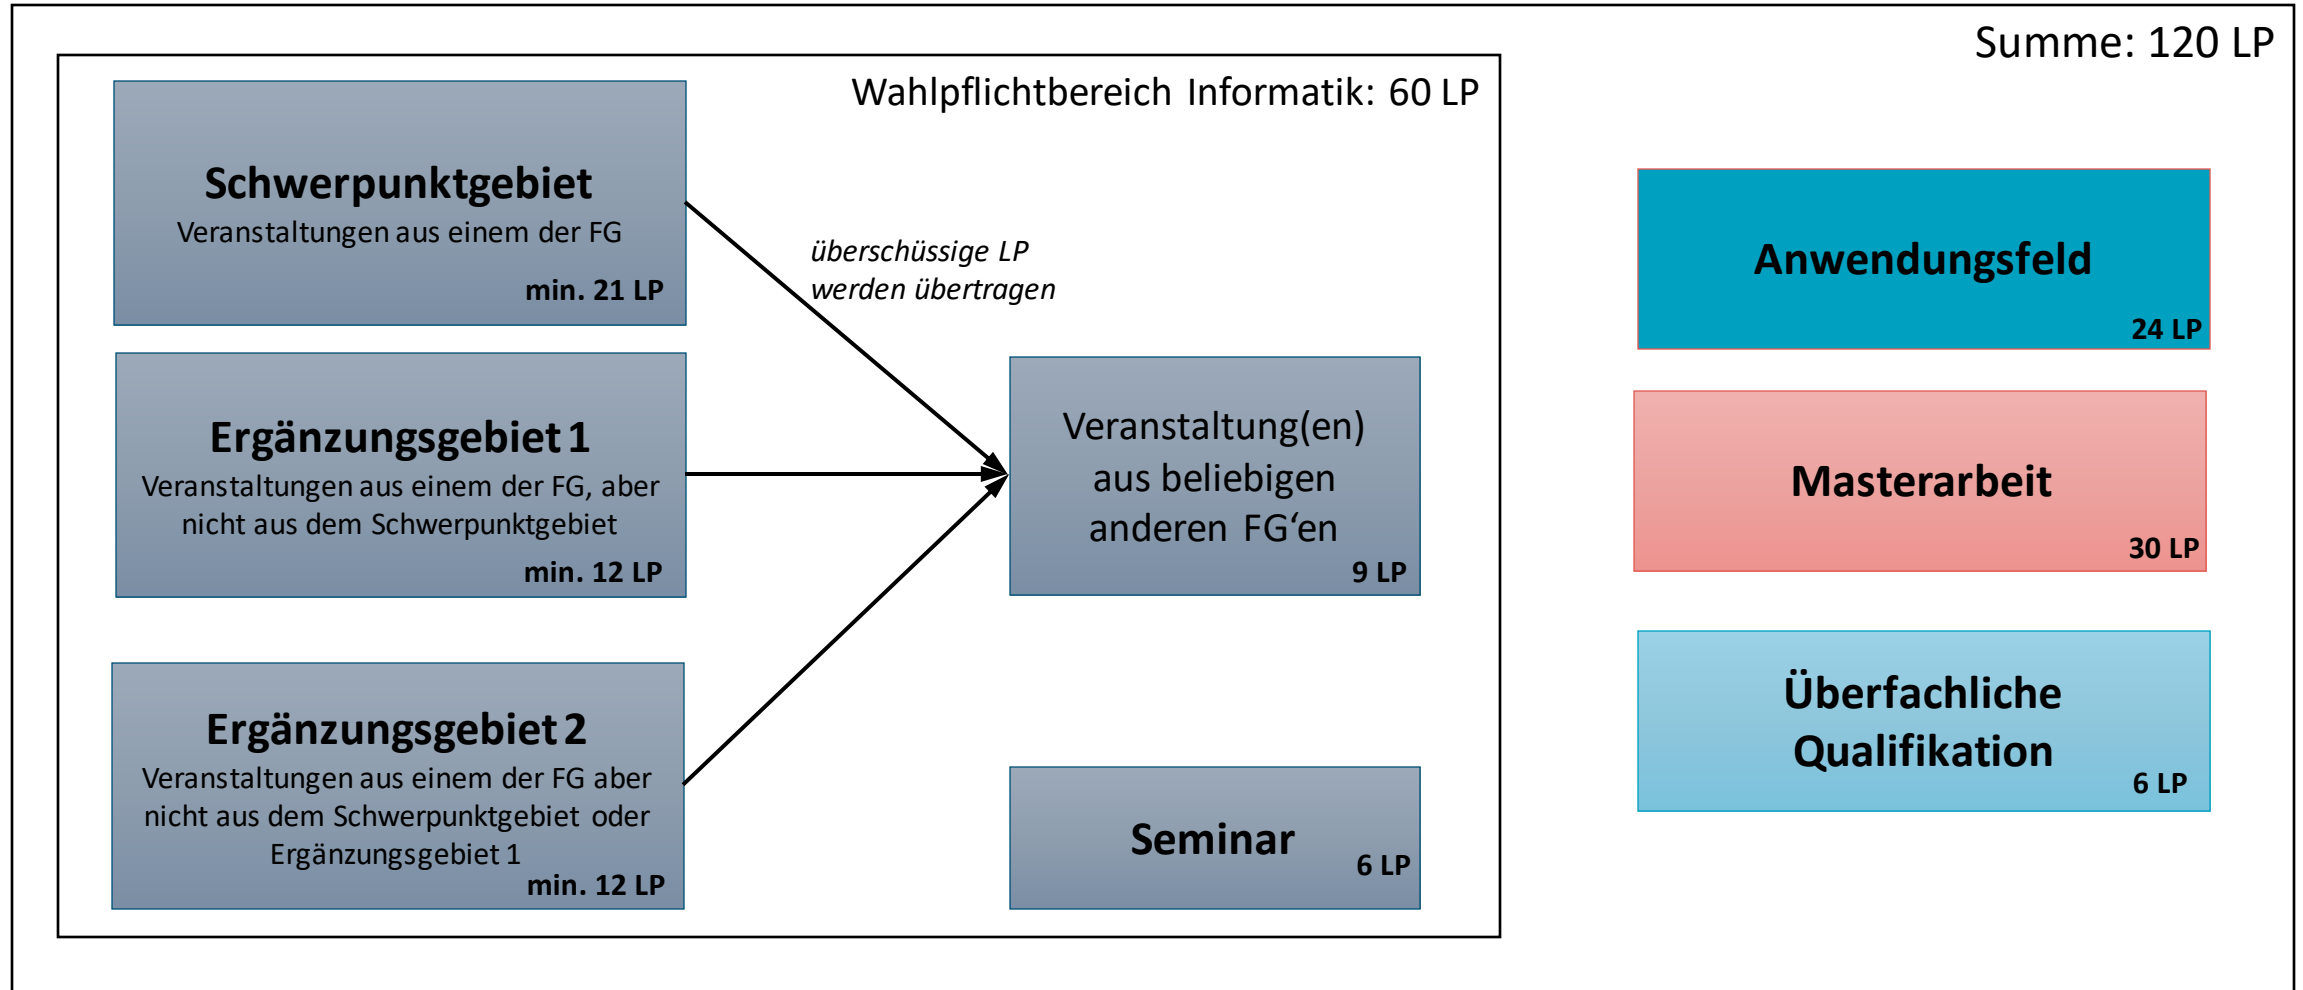 Summe: 120 LP
Wahlpflichtbereich Informatik: 60 LP
Schwerpunktgebiet
Veranstaltungen aus einem der FG
min. 21 LP
überschüssige LP
werden übertragen
Ergänzungsgebiet 1
Veranstaltungen aus einem der FG, aber
nicht aus dem Schwerpunktgebiet
min. 12 LP
Ergänzungsgebiet 2
Veranstaltungen aus einem der FG aber
nicht aus dem Schwerpunktgebiet oder
Ergänzungsgebiet 1
min. 12 LP
Veranstaltung(en)
aus beliebigen
anderen FG‘en
9 LP
Seminar
6 LP
Anwendungsfeld
24 LP
Masterarbeit
30 LP
Überfachliche
Qualifikation
6 LP